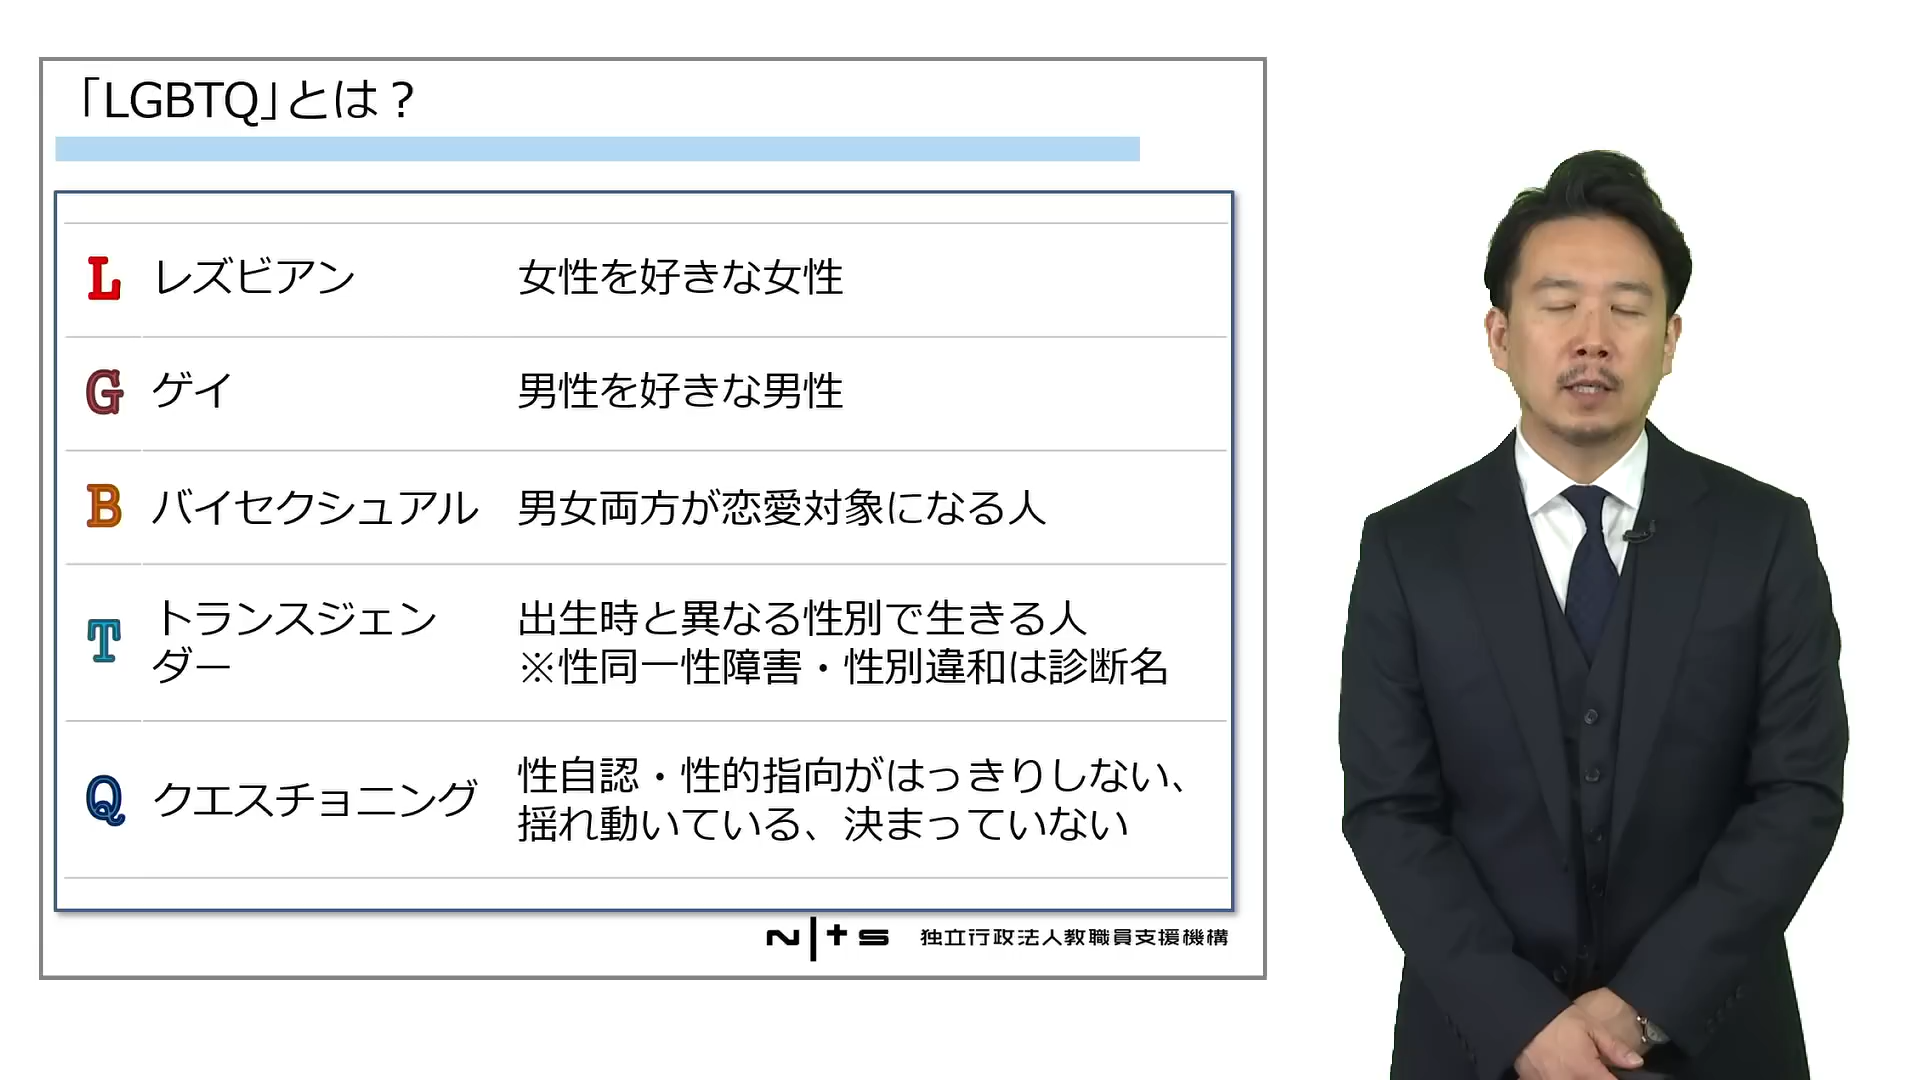 「LGBTQ」とは？
L レズビアン 女性を好きな女性
G ゲイ 男性を好きな男性
B バイセクシュアル 男女両方が恋愛対象になる人
T トランスジェン
ダー
出生時と異なる性別で生きる人
※性同一性障害・性別違和は診断名
Q クエスチョニング
性自認・性的指向がはっきりしない、
揺れ動いている、決まっていない
NITS 独立行政法人教職員支援機構